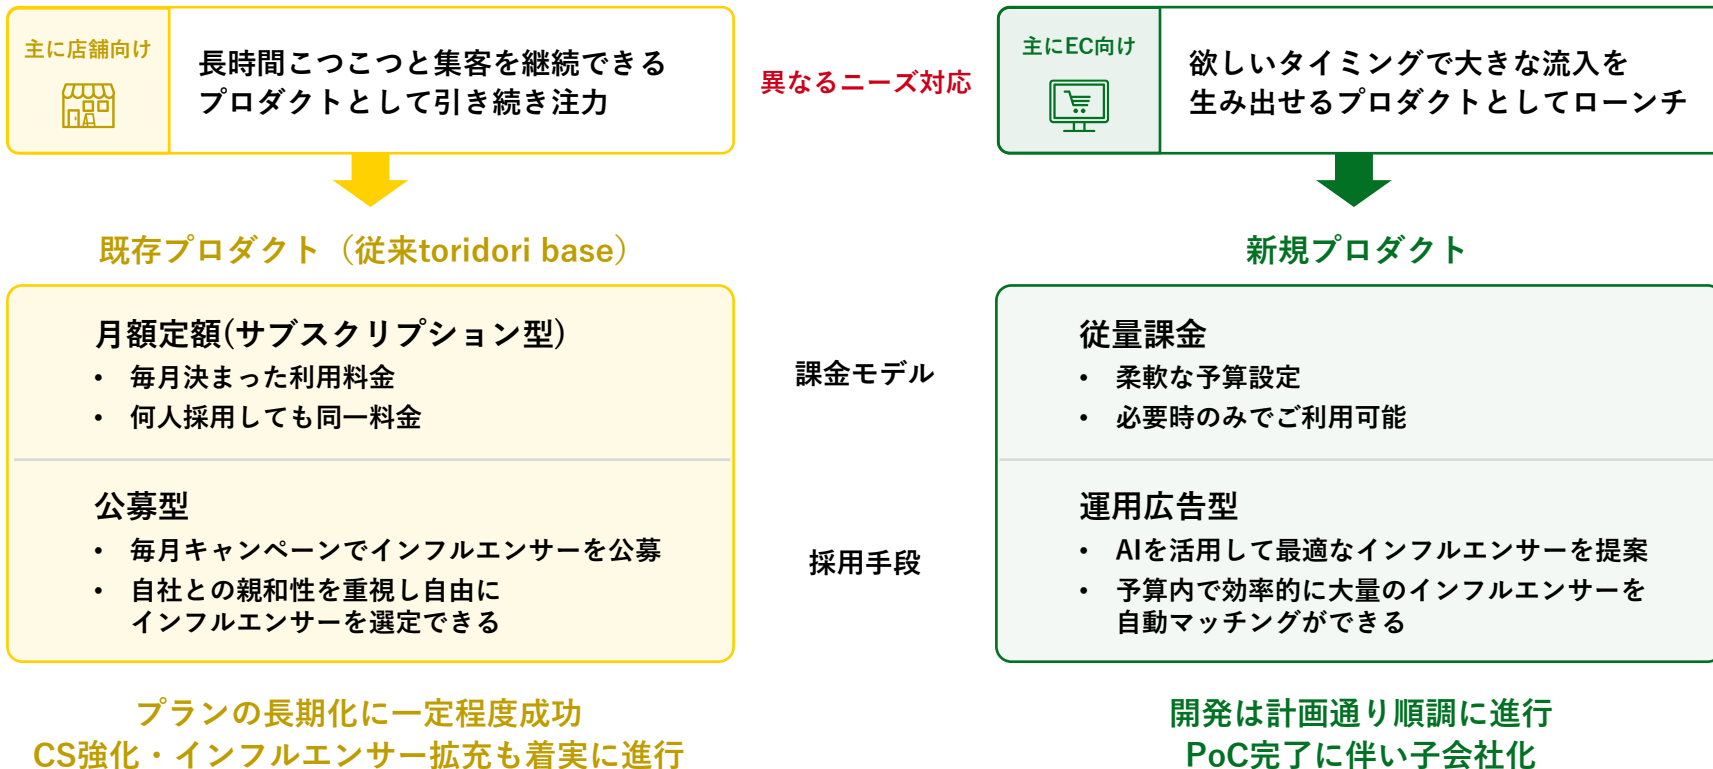 主に店舗向け
長時間こつこつと集客を継続できる
プロダクトとして引き続き注力
異なるニーズ対応
主にEC向け
欲しいタイミングで大きな流入を
生み出せるプロダクトとしてローンチ
既存プロダクト（従来toridori base）
新規プロダクト
月額定額(サブスクリプション型)
• 毎月決まった利用料金
• 何人採用しても同一料金
課金モデル
従量課金
• 柔軟な予算設定
• 必要時のみでご利用可能
公募型
• 毎月キャンペーンでインフルエンサーを公募
• 自社との親和性を重視し自由に
インフルエンサーを選定できる
採用手段
運用広告型
• AIを活用して最適なインフルエンサーを提案
• 予算内で効率的に大量のインフルエンサーを
自動マッチングができる
プランの長期化に一定程度成功
CS強化・インフルエンサー拡充も着実に進行
開発は計画通り順調に進行
PoC完了に伴い子会社化